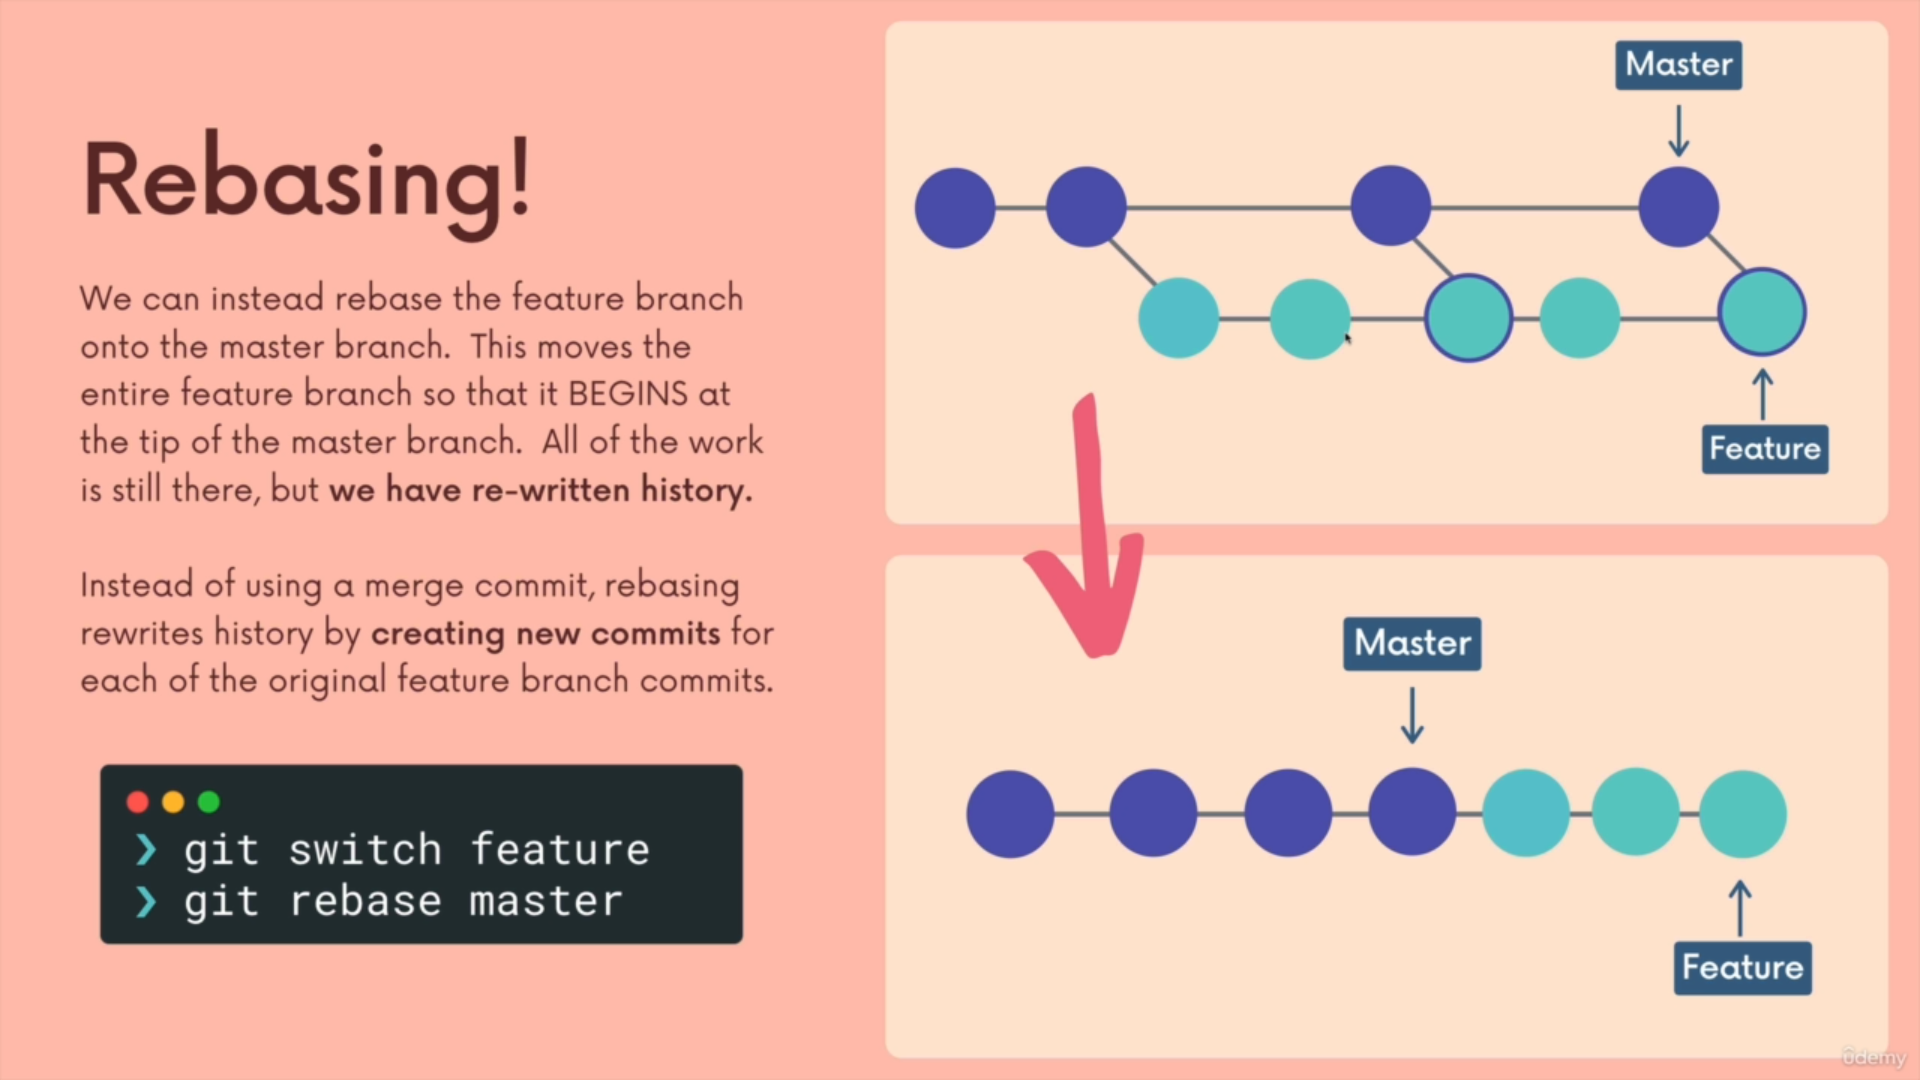 Rebasing!
We can instead rebase the feature branch
onto the master branch.  This moves the
entire feature branch so that it BEGINS at
the tip of the master branch.  All of the work
is still there, but we have re-written history.
Instead of using a merge commit, rebasing
rewrites history by creating new commits for
each of the original feature branch commits.
❯ git switch feature
❯ git rebase master
Master
Feature
Master
Feature
ûdemy